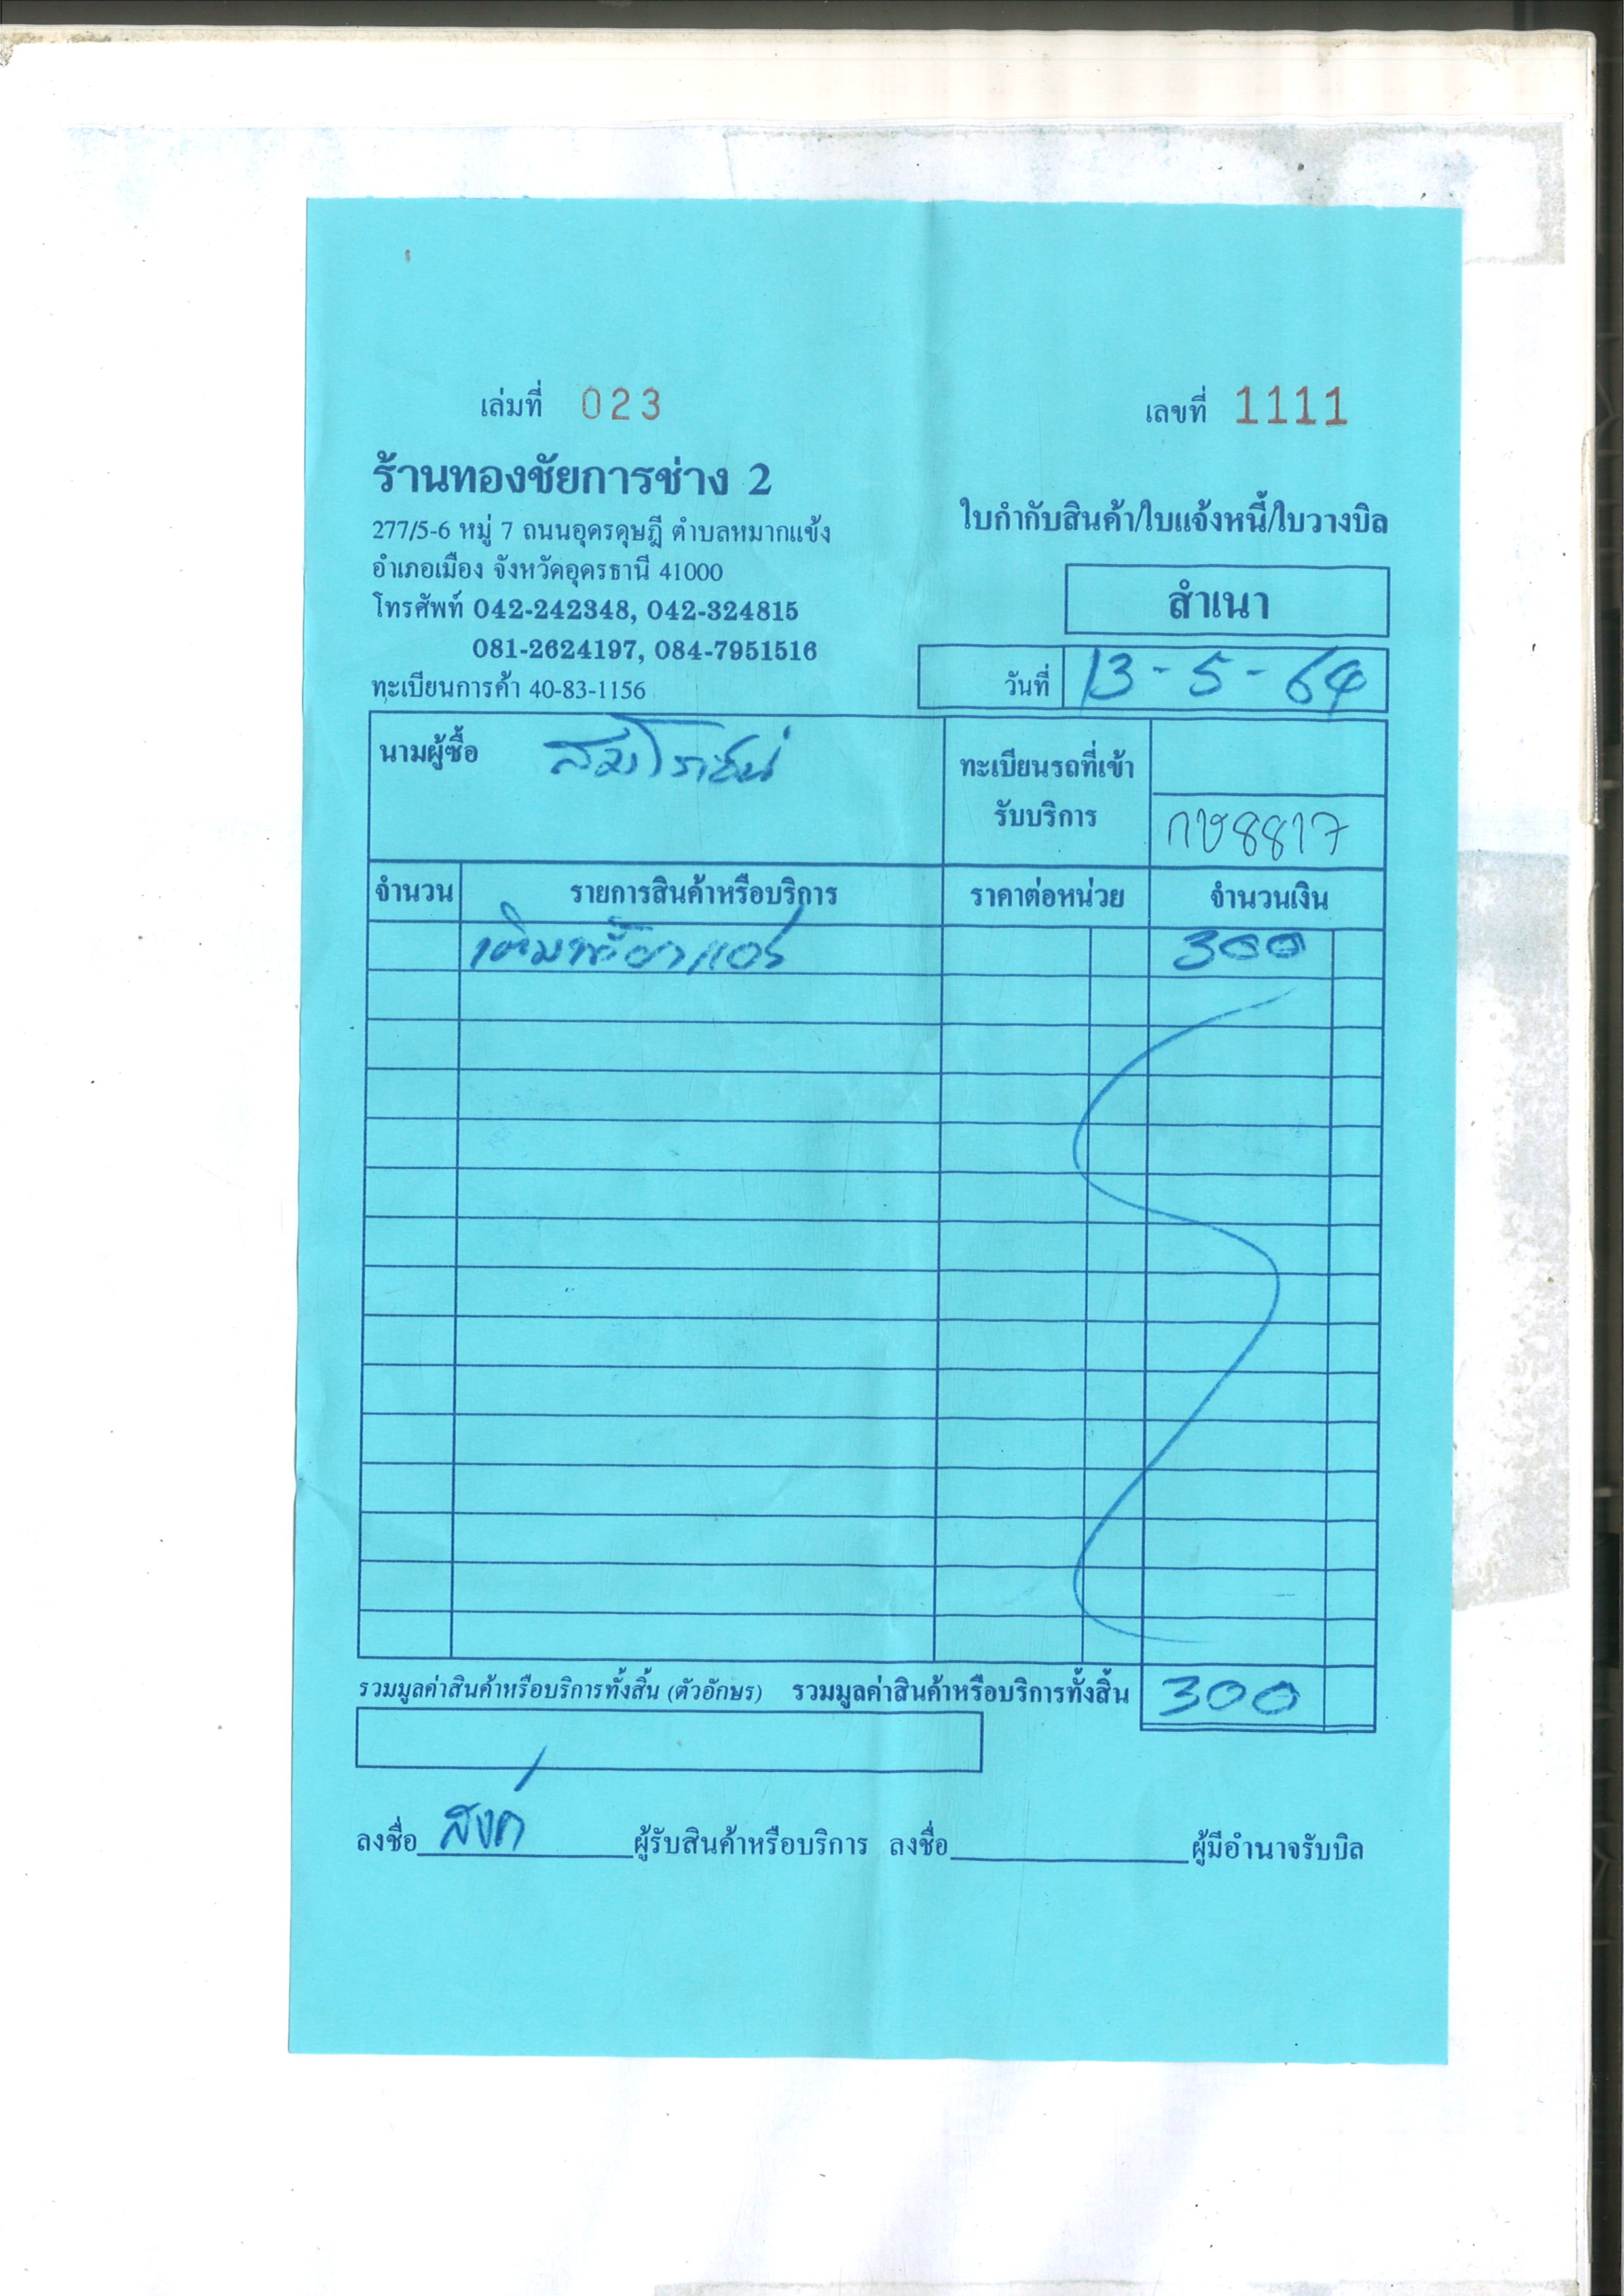 เล่มที่ 023
เลขที่ 1111
ร้านทองชัยการช่าง 2
277/5-6 หมู่ 7 ถนนอุดรดุษฎี ตำบลหมากแข้ง
อำเภอเมือง จังหวัดอุดรธานี 41000
โทรศัพท์ 042-242348, 042-324815
081-2624197, 084-7951516
ทะเบียนการค้า 40-83-1156
ใบกำกับสินค้า/ใบแจ้งหนี้/ใบวางบิล
สำเนา
วันที่ 13-5-64
นามผู้ซื้อ
ทะเบียนรถที่เข้า
รับบริการ
กษ8817
จำนวน รายการสินค้าหรือบริการ ราคาต่อหน่วย จำนวนเงิน
เติมน้ำยาแอร์ 300
รวมมูลค่าสินค้าหรือบริการทั้งสิ้น (ตัวอักษร) รวมมูลค่าสินค้าหรือบริการทั้งสิ้น 300
ลงชื่อ ผู้รับสินค้าหรือบริการ ลงชื่อ ผู้มีอำนาจรับบิล